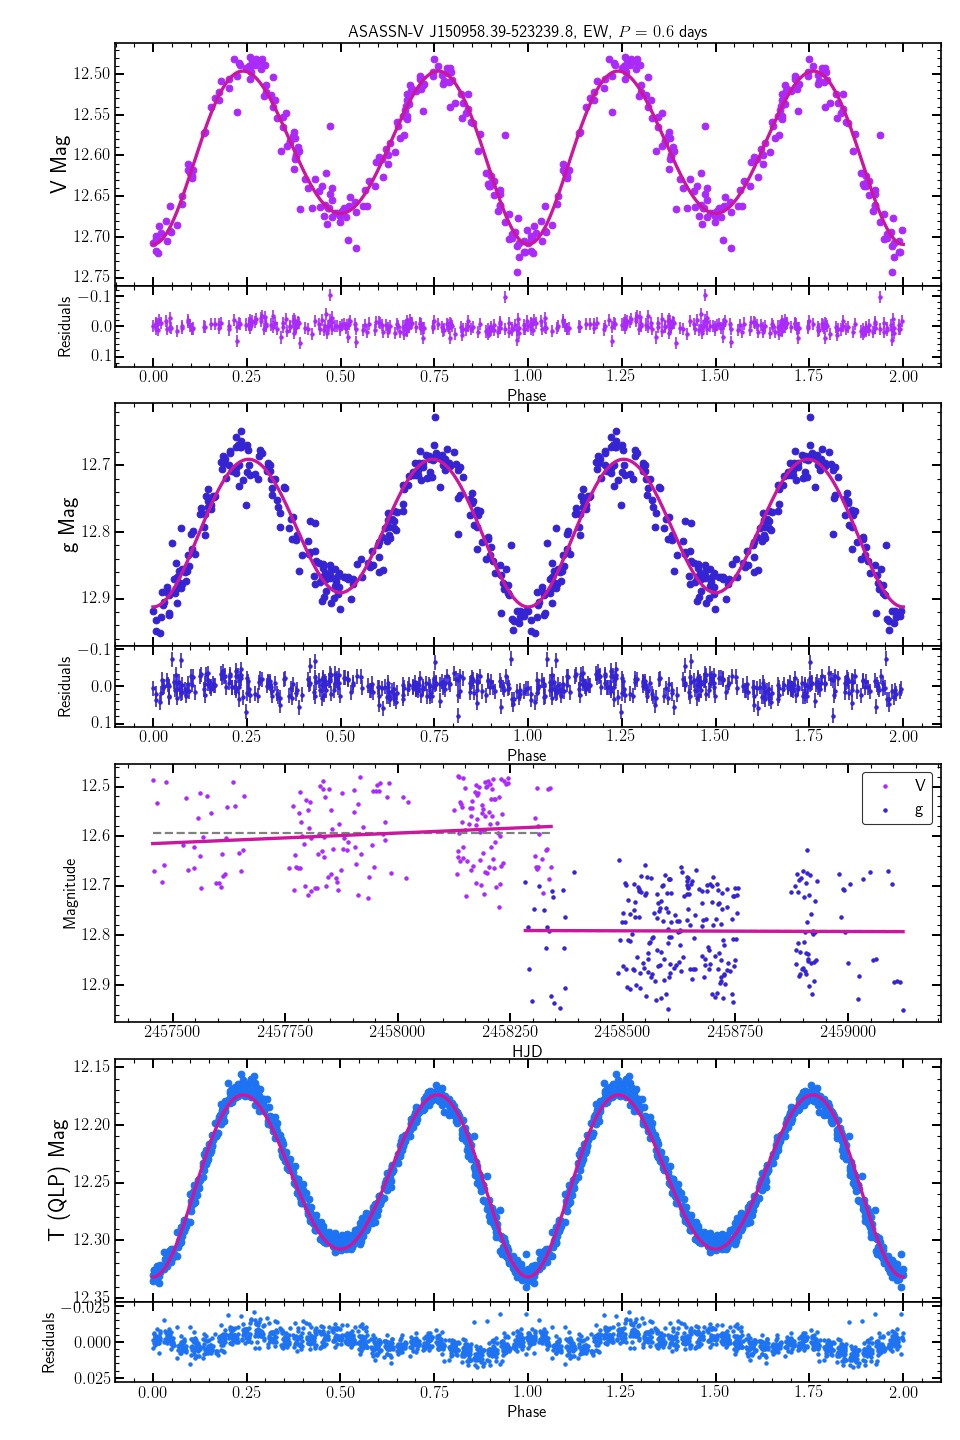 ASASSN-V J150958.39-523239.8, EW, P = 0.6 days
12.50
12.55
12.60
12.65
12.70
12.75
V Mag
−0.1
0.0
0.1
Residuals
0.00 0.25 0.50 0.75 1.00 1.25 1.50 1.75 2.00
Phase
12.7
12.8
12.9
g Mag
−0.1
0.0
0.1
Residuals
0.00 0.25 0.50 0.75 1.00 1.25 1.50 1.75 2.00
Phase
12.5
12.6
12.7
12.8
12.9
Magnitude
V
g
2457500 2457750 2458000 2458250 2458500 2458750 2459000
HJD
12.15
12.20
12.25
12.30
12.35
T (QLP) Mag
−0.025
0.000
0.025
Residuals
0.00 0.25 0.50 0.75 1.00 1.25 1.50 1.75 2.00
Phase